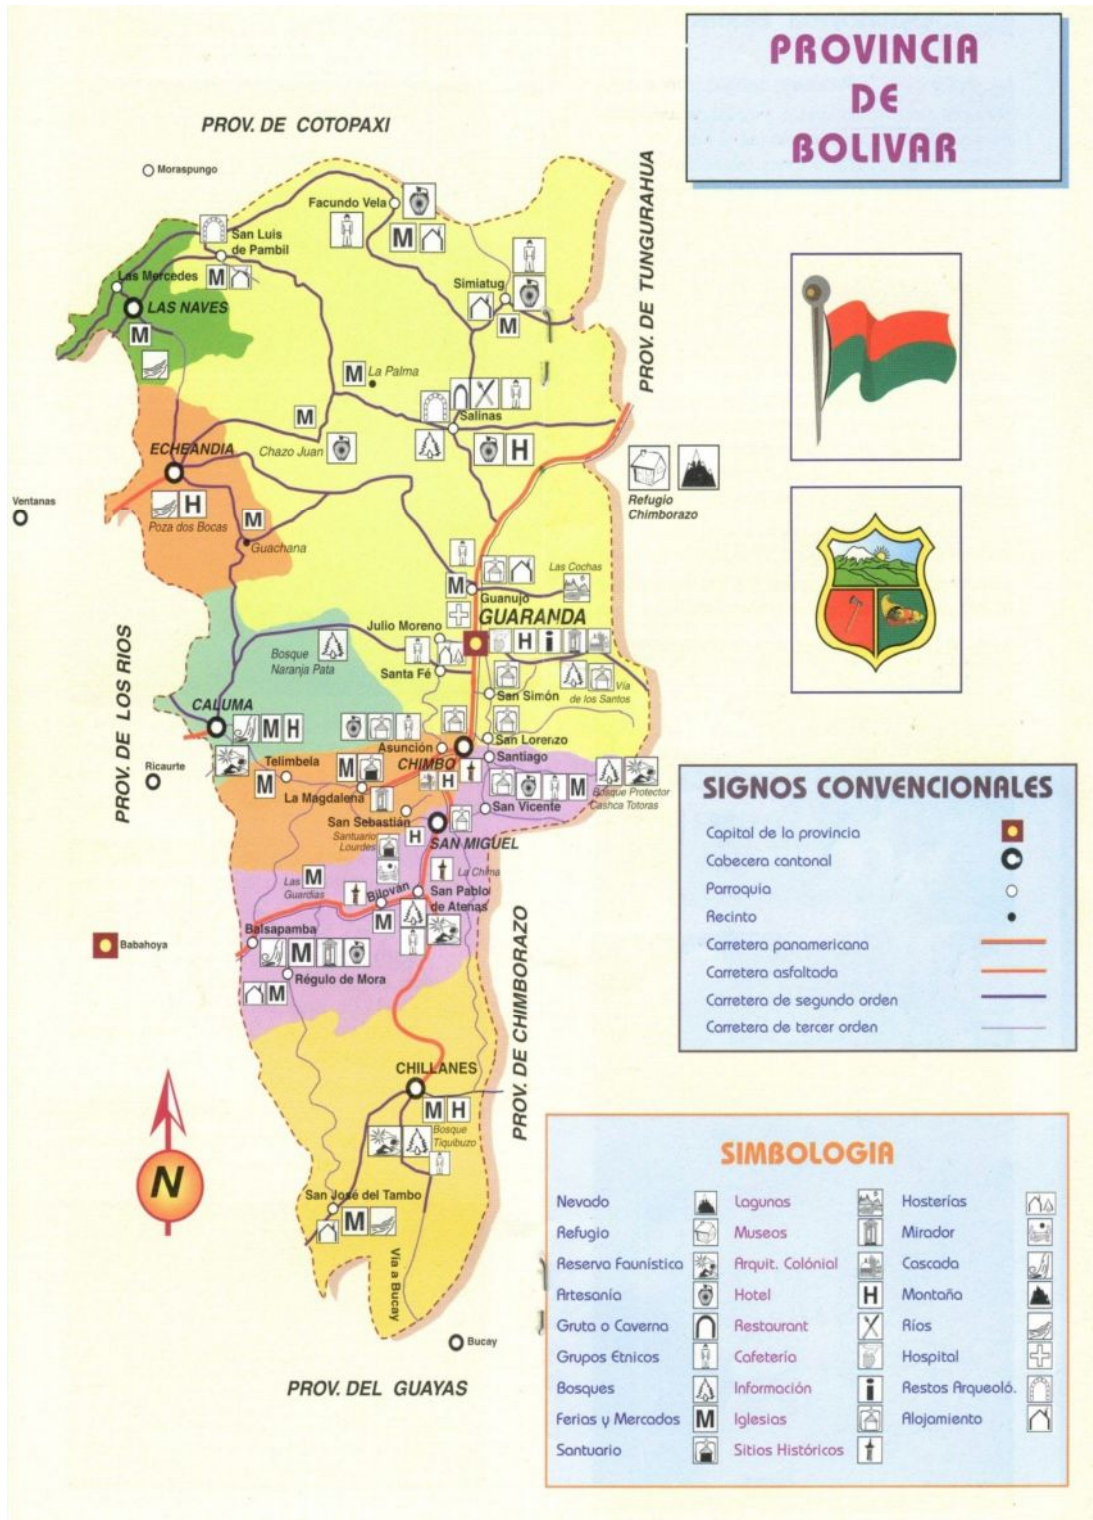 PROVINCIA
DE
BOLIVAR
PROV. DE COTOPAXI
PROV. DE TUNGURAHUA
Moraspungo
Facundo Vela
M
San Luis
de Pambil
Las Mercedes
M
Simiatug
LAS NAVES
M
M
M
La Palma
Salinas
M
ECHEANDIA
Chazo Juan
H
Refugio
Chimborazo
Ventanas
H
Poza dos Bocas
M
Guachana
Las Cochas
M
Guanujo
GUARANDA
Julio Moreno
H
i
Bosque
Naranja Pata
Santa Fé
Vía
de los Santos
San Simón
PROV. DE LOS RIOS
CALUMA
M
H
San Lorenzo
Asunción
CHIMBO
Santiago
Telimbela
M
H
Ricaurte
M
La Magdalena
M
Bosque Protector
Cashca Totoras
San Vicente
San Sebastián
Santuario
Lourdes
H
SAN MIGUEL
La Chima
Las
Guardias
M
Bilován
San Pablo
de Atenas
M
Balsapamba
Babahoya
M
Régulo de Mora
M
PROV. DE CHIMBORAZO
CHILLANES
M
H
Bosque
Tiquibuzo
N
San José del Tambo
M
Vía a Bucay
Bucay
PROV. DEL GUAYAS
SIGNOS CONVENCIONALES
Capital de la provincia
Cabecera cantonal
Parroquia
Recinto
Carretera panamericana
Carretera asfaltada
Carretera de segundo orden
Carretera de tercer orden
SIMBOLOGIA
Nevado
Lagunas
Hosterías
Refugio
Museos
Mirador
Reserva Faunística
Arquit. Colónial
Cascada
Artesanía
Hotel
H
Montaña
Gruta o Caverna
Restaurant
Ríos
Grupos Etnicos
Cafetería
Hospital
Bosques
Información
i
Restos Arqueoló.
Ferias y Mercados
M
Iglesias
Alojamiento
Santuario
Sitios Históricos